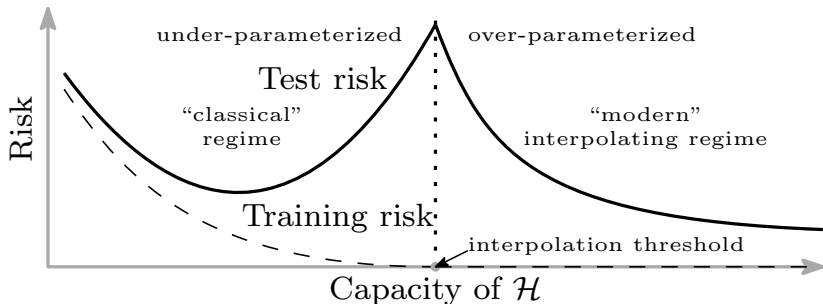 under-parameterized
over-parameterized
Test risk
“classical”
regime
“modern”
interpolating regime
Risk
Training risk
interpolation threshold
Capacity of ℋ